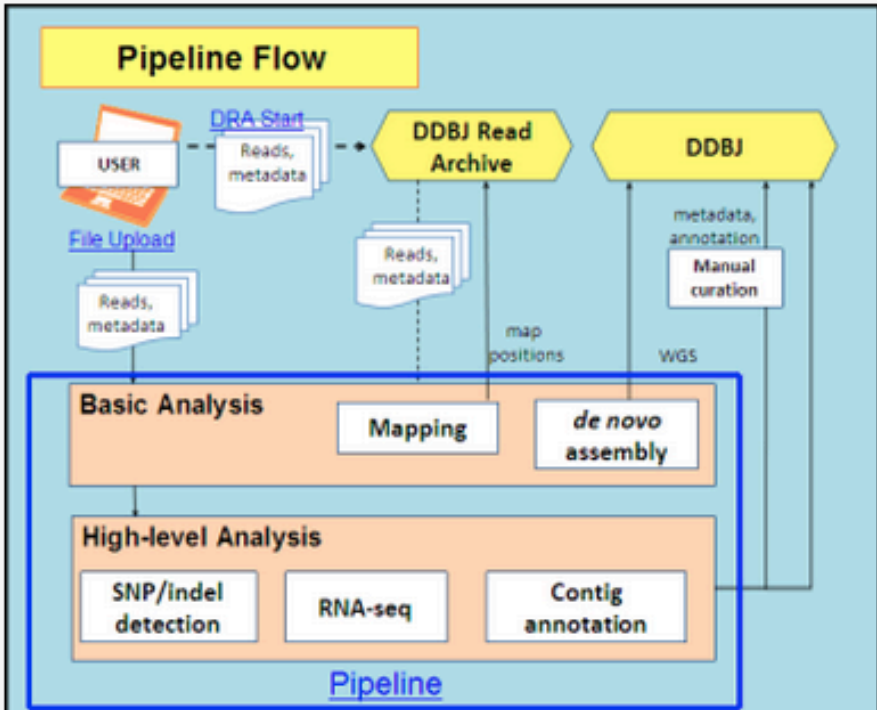 Pipeline Flow
DRA Start
USER
Reads,
metadata
DDBJ Read
Archive
DDBJ
File Upload
Reads,
metadata
Reads,
metadata
metadata,
annotation
Manual
curation
map
positions
WGS
Basic Analysis
Mapping
de novo
assembly
High-level Analysis
SNP/indel
detection
RNA-seq
Contig
annotation
Pipeline